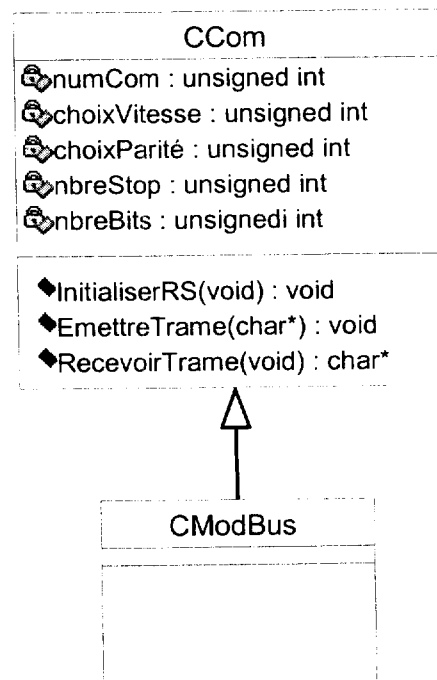 CCom
numCom : unsigned int
choixVitesse : unsigned int
choixParité : unsigned int
nbreStop : unsigned int
nbreBits : unsignedi int
InitialiserRS(void) : void
EmettreTrame(char*) : void
RecevoirTrame(void) : char*
CModBus